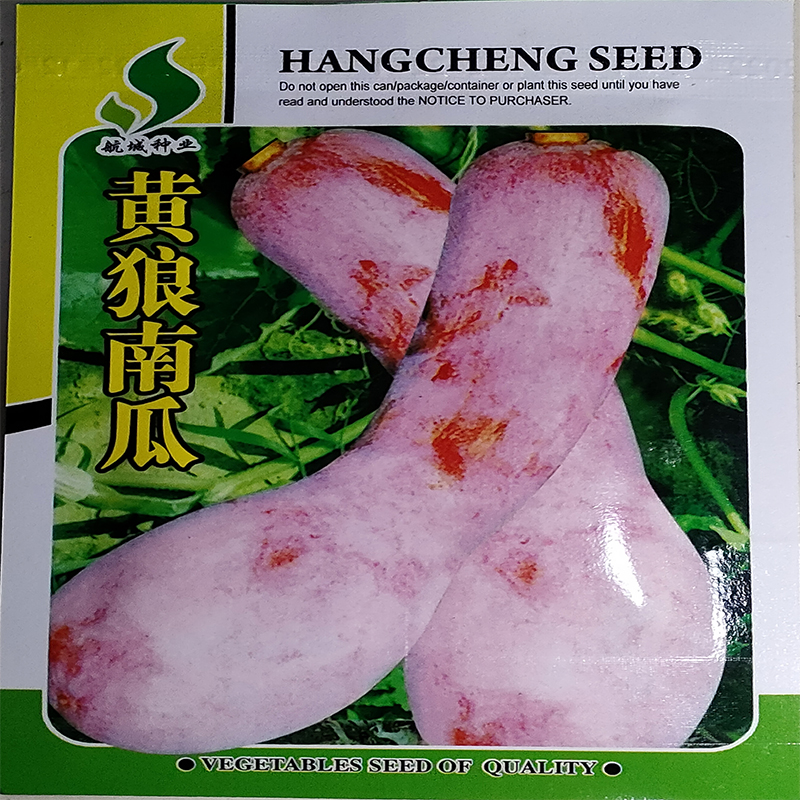 HANGCHENG SEED
Do not open this can/package/container or plant this seed until you have
read and understood the NOTICE TO PURCHASER.
航城种业
黄狼南瓜
● VEGETABLES SEED OF QUALITY ●